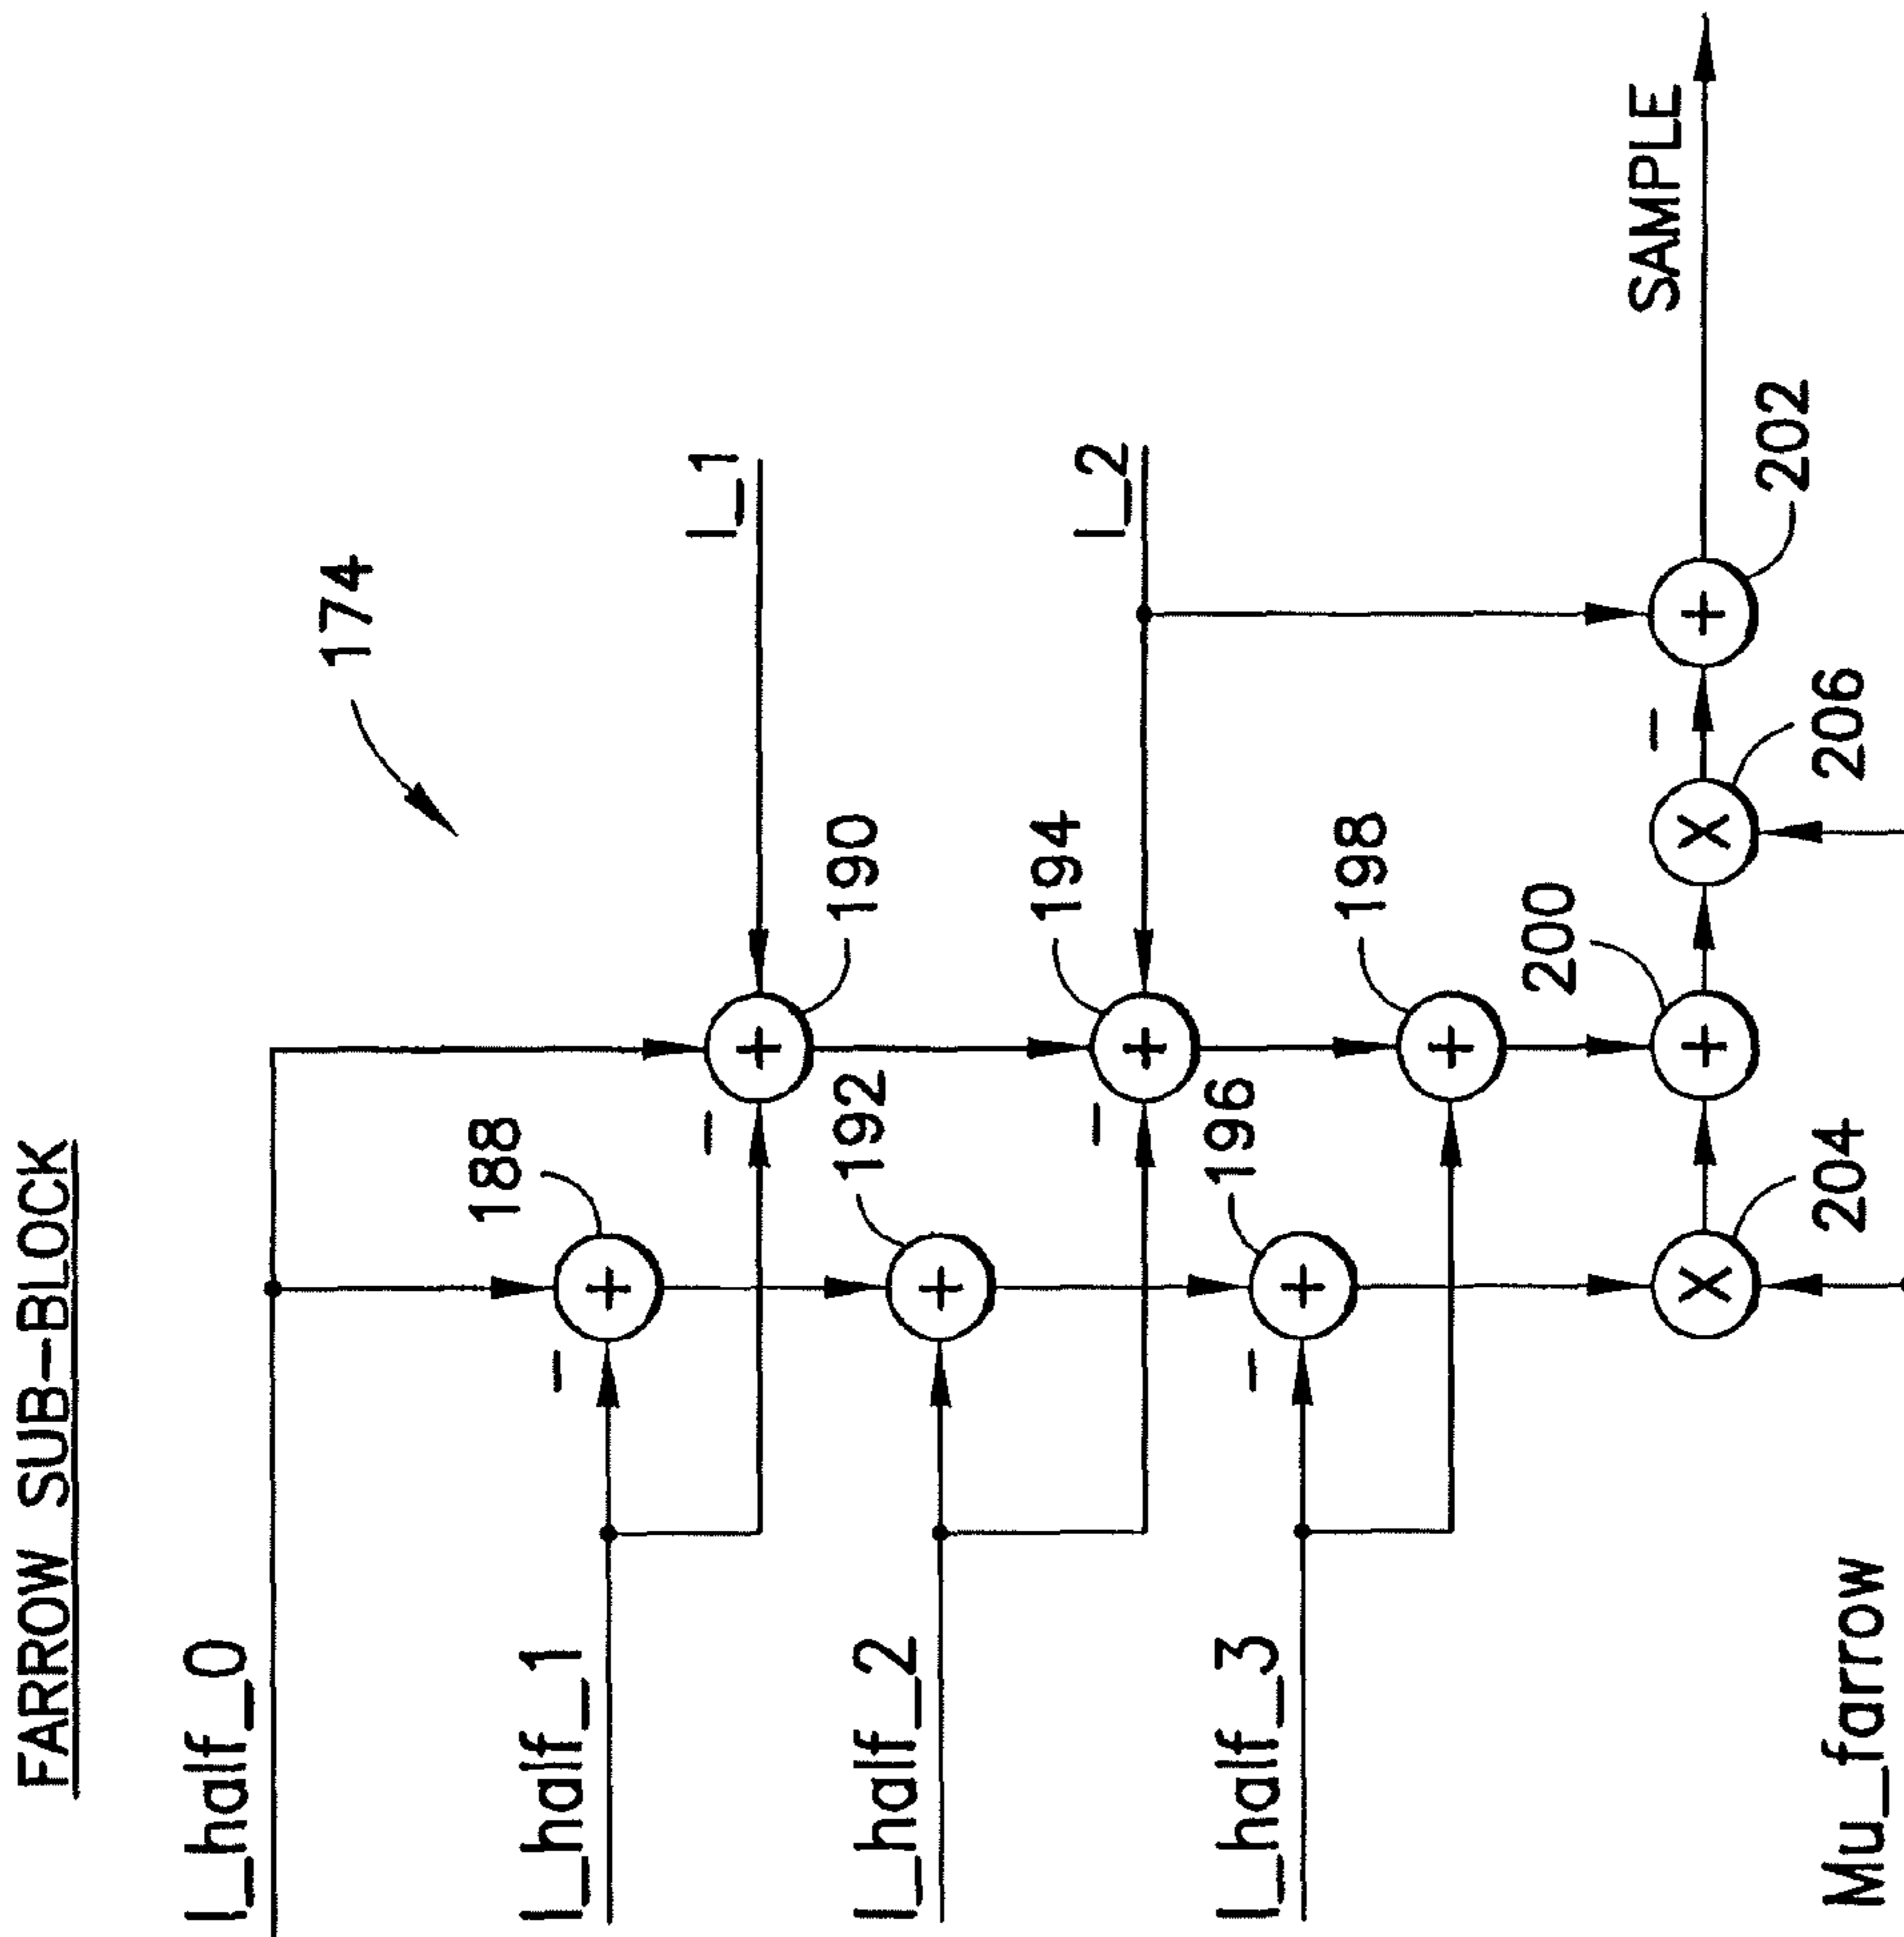 FARROW SUB-BLOCK
174
I_half_0
I_half_1
188
I_1
190
I_half_2
192
194
I_2
I_half_3
196
198
200
SAMPLE
202
204
206
Mu_farrow
+
+
+
+
+
+
+
+
X
X
-
-
-
-
-